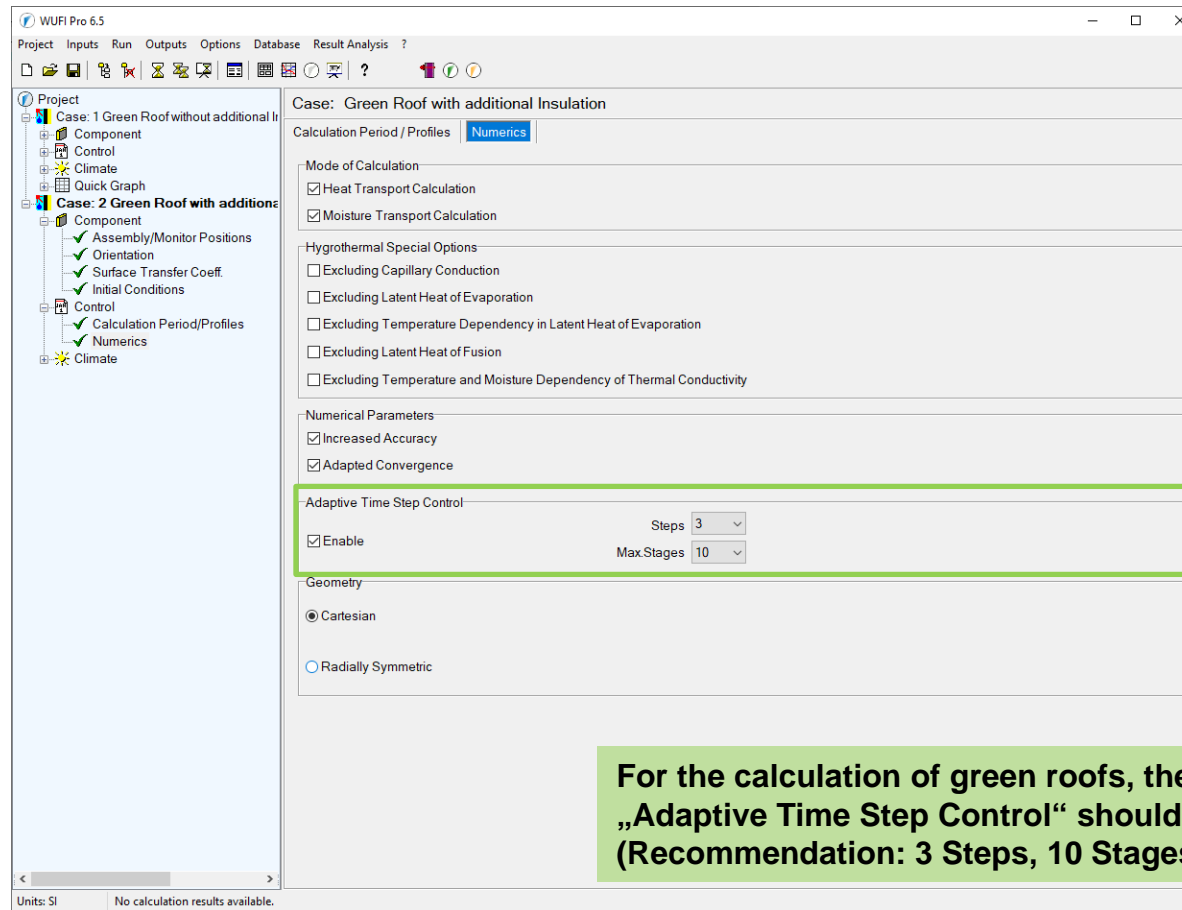 WUFI Pro 6.5
Project Inputs Run Outputs Options Database Result Analysis ?
Project
Case: 1 Green Roof without additional
Component
Control
Climate
Quick Graph
Case: 2 Green Roof with additiona
Component
Assembly/Monitor Positions
Orientation
Surface Transfer Coeff.
Initial Conditions
Control
Calculation Period/Profiles
Numerics
Climate
Case: Green Roof with additional Insulation
Calculation Period / Profiles Numerics
Mode of Calculation
Heat Transport Calculation
Moisture Transport Calculation
Hygrothermal Special Options
Excluding Capillary Conduction
Excluding Latent Heat of Evaporation
Excluding Temperature Dependency in Latent Heat of Evaporation
Excluding Latent Heat of Fusion
Excluding Temperature and Moisture Dependency of Thermal Conductivity
Numerical Parameters
Increased Accuracy
Adapted Convergence
Adaptive Time Step Control
Enable
Steps 3
Max.Stages 10
Geometry
Cartesian
Radially Symmetric
For the calculation of green roofs, the
„Adaptive Time Step Control“ should
(Recommendation: 3 Steps, 10 Stages
Units: SI No calculation results available.